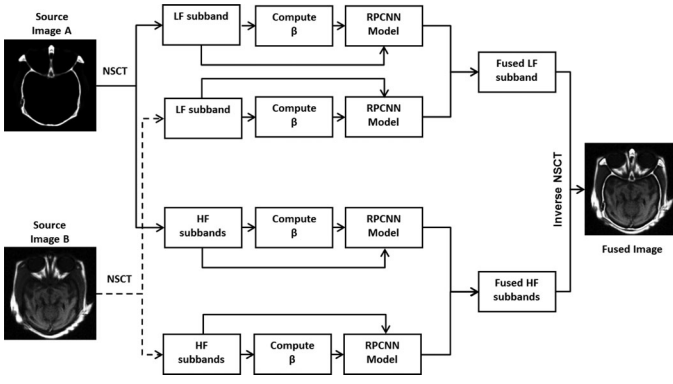 Source
Image A
NSCT
LF subband
Compute
β
RPCNN
Model
LF subband
Compute
β
RPCNN
Model
Fused LF
subband
Source
Image B
NSCT
HF
subbands
Compute
β
RPCNN
Model
HF
subbands
Compute
β
RPCNN
Model
Fused HF
subbands
Inverse NSCT
Fused Image